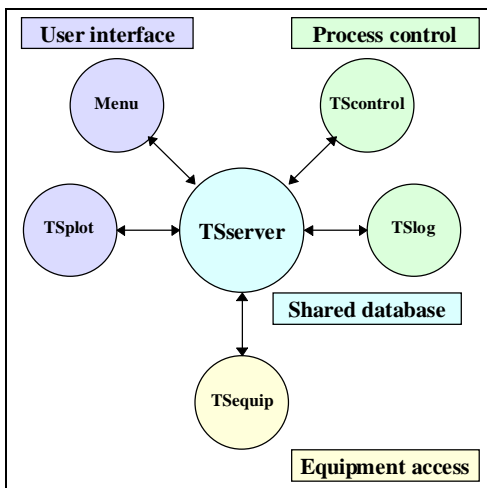 User interface
Process control
Menu
TScontrol
TSplot
TSserver
TSlog
Shared database
TSequip
Equipment access